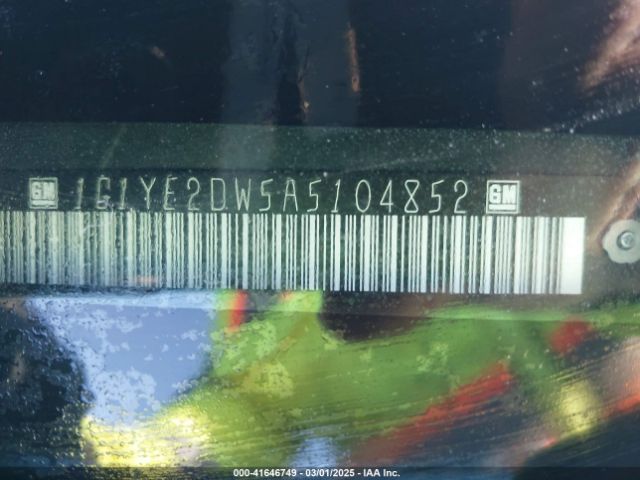 GM 1G1YE2DW5A5104852 GM
000-41646749 - 03/01/2025 - IAA Inc.